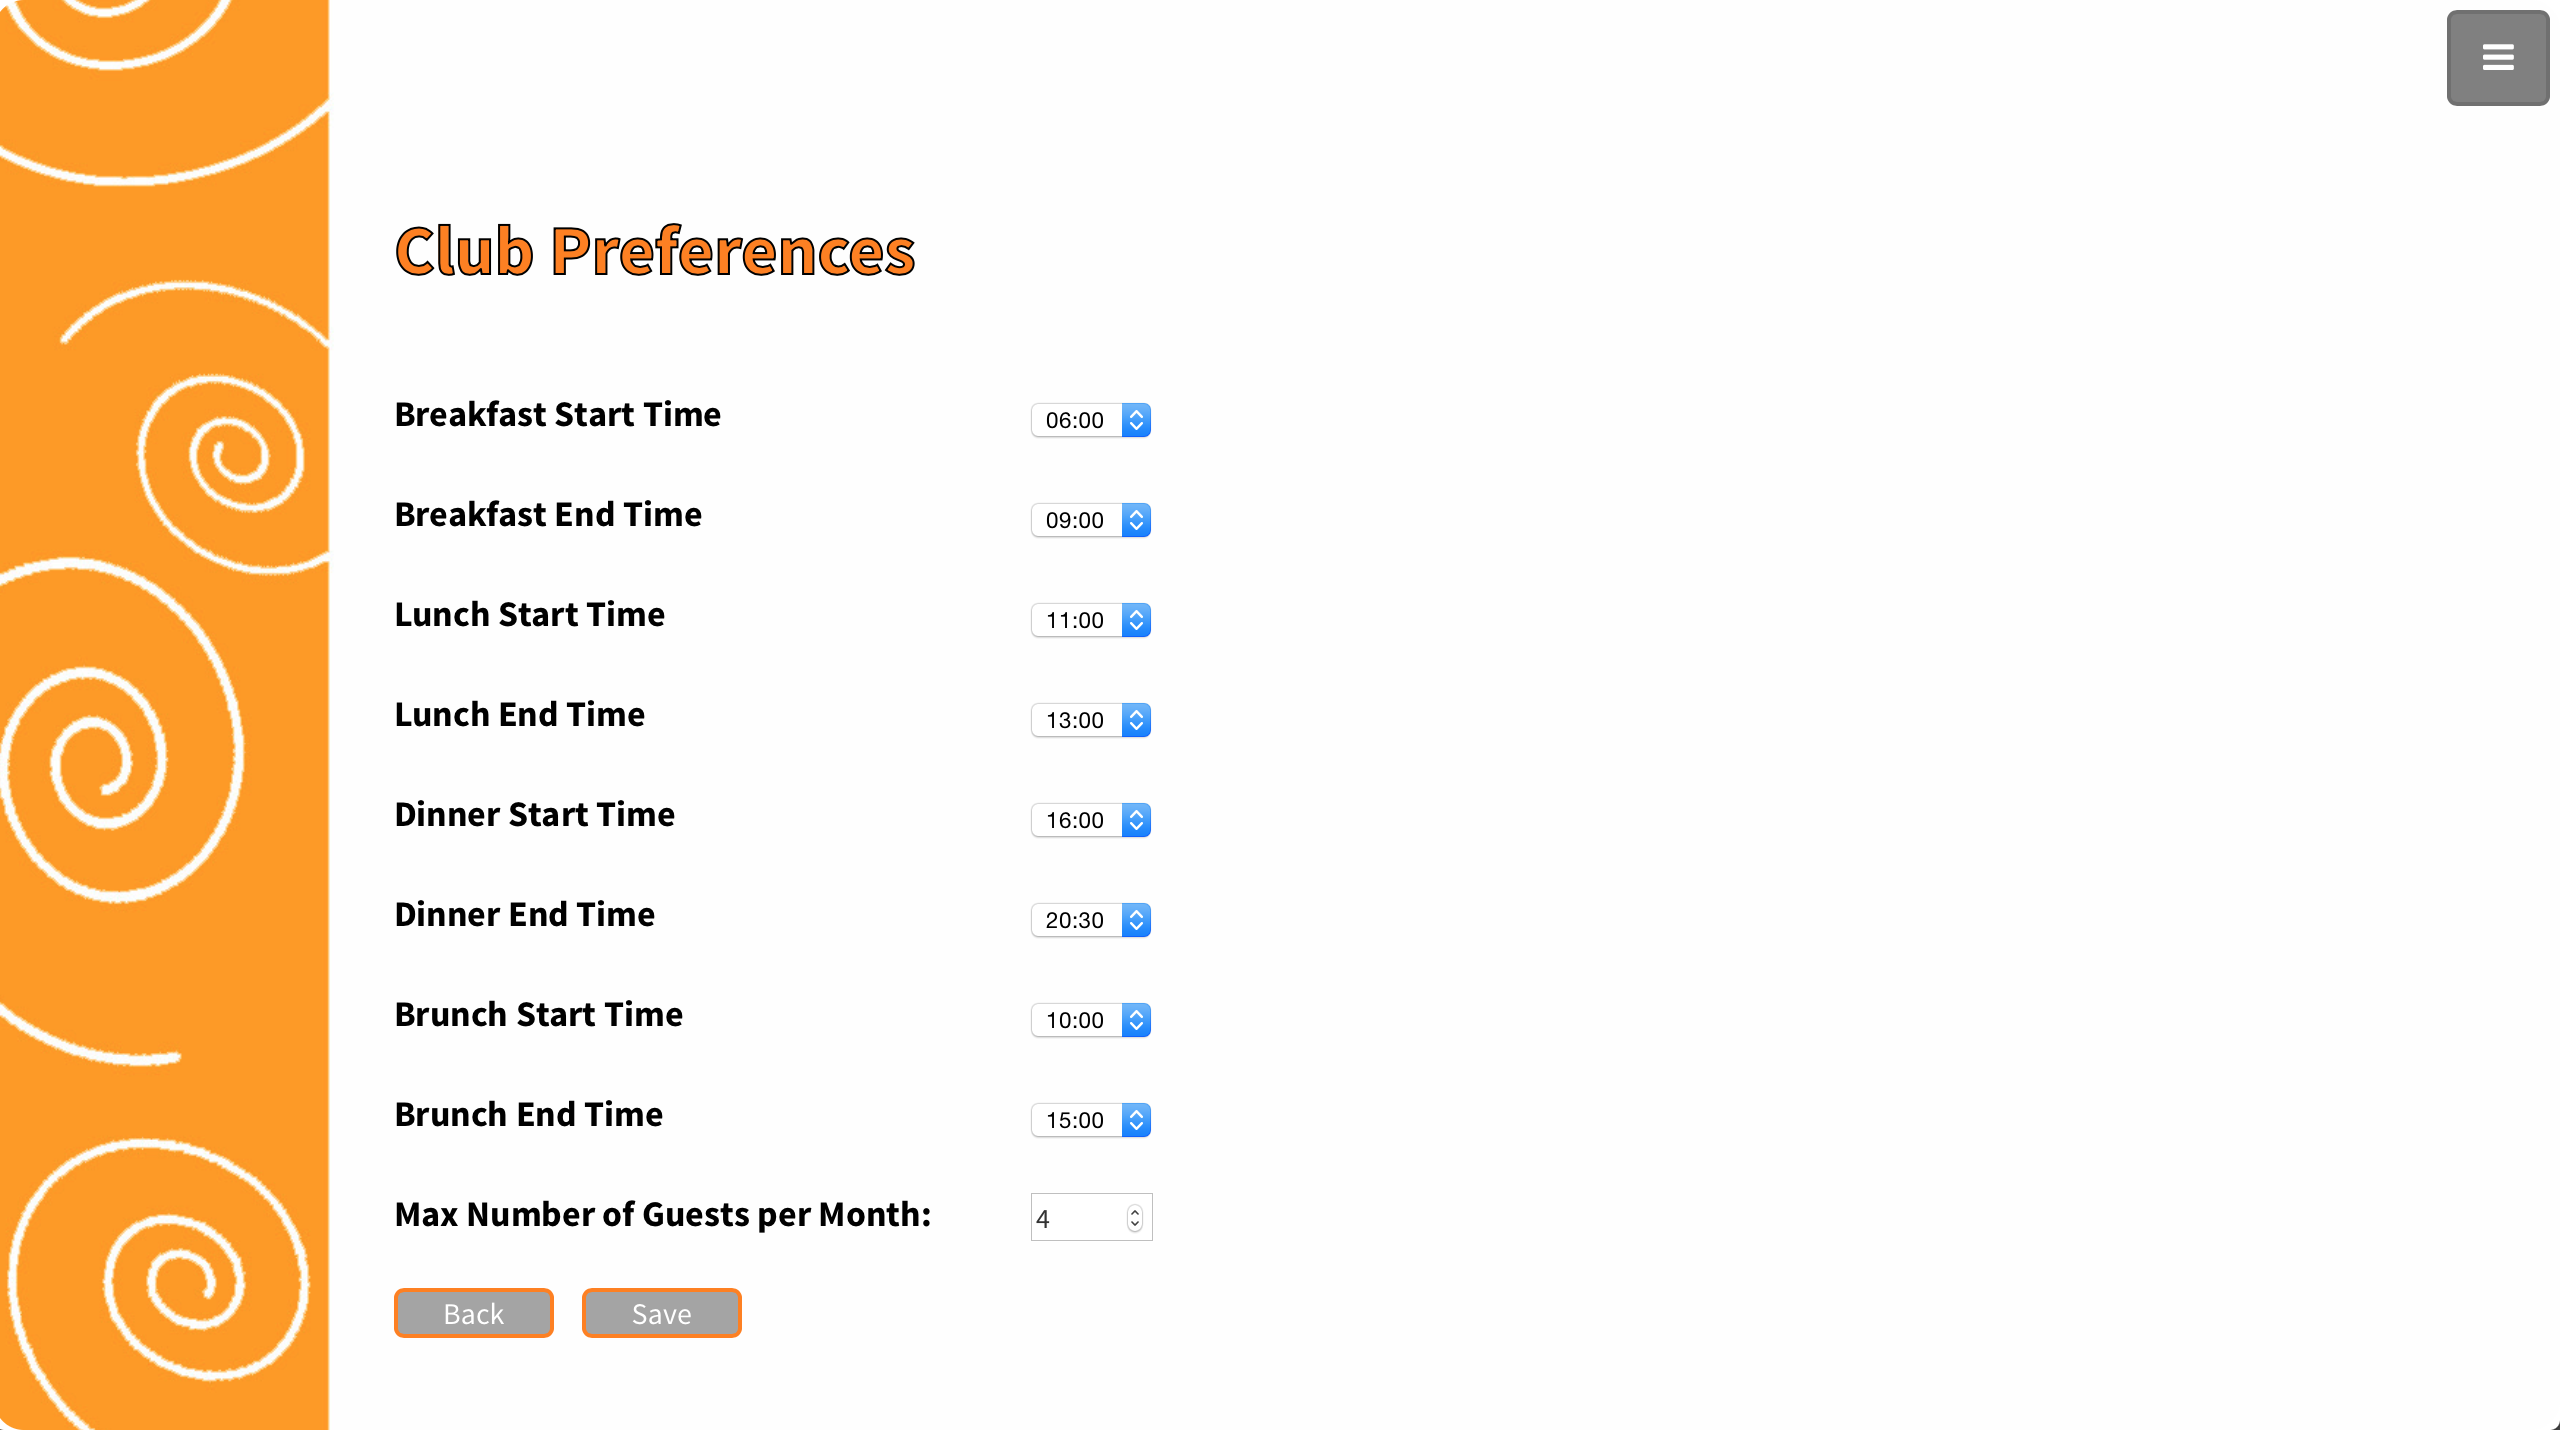 Club Preferences
Breakfast Start Time 06:00
Breakfast End Time 09:00
Lunch Start Time 11:00
Lunch End Time 13:00
Dinner Start Time 16:00
Dinner End Time 20:30
Brunch Start Time 10:00
Brunch End Time 15:00
Max Number of Guests per Month: 4
Back Save